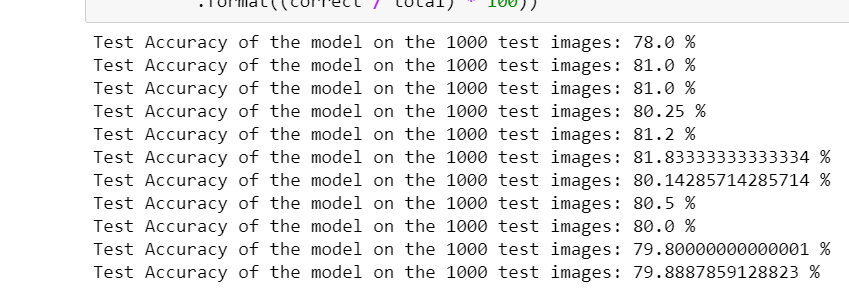 .format((correct / total) * 100))
Test Accuracy of the model on the 1000 test images: 78.0 %
Test Accuracy of the model on the 1000 test images: 81.0 %
Test Accuracy of the model on the 1000 test images: 81.0 %
Test Accuracy of the model on the 1000 test images: 80.25 %
Test Accuracy of the model on the 1000 test images: 81.2 %
Test Accuracy of the model on the 1000 test images: 81.83333333333334 %
Test Accuracy of the model on the 1000 test images: 80.14285714285714 %
Test Accuracy of the model on the 1000 test images: 80.5 %
Test Accuracy of the model on the 1000 test images: 80.0 %
Test Accuracy of the model on the 1000 test images: 79.80000000000001 %
Test Accuracy of the model on the 1000 test images: 79.8887859128823 %